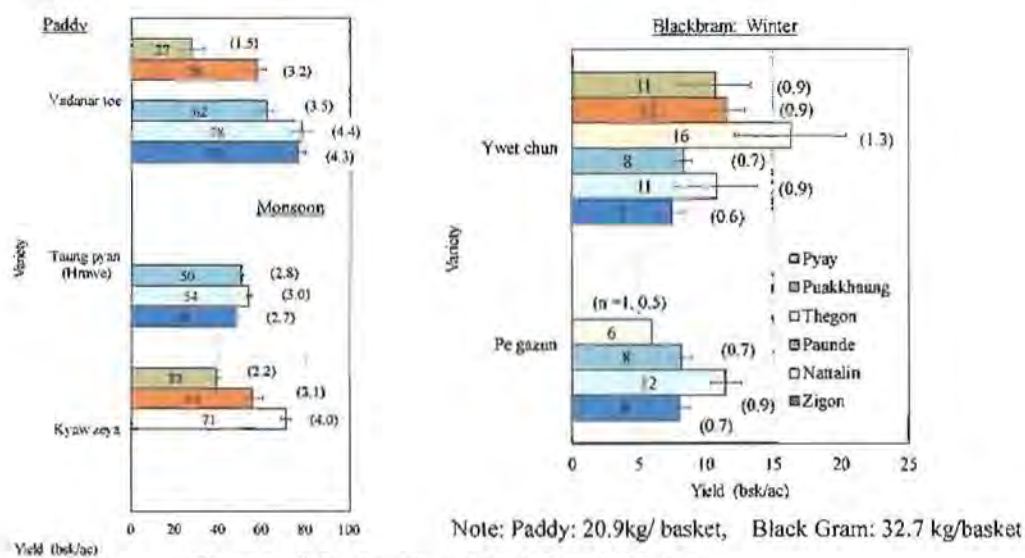 Paddy
27
(1.5)
(3.2)
Yadanar toe
62
(3.5)
78
(4.4)
(4.3)
Monsoon
Variety
Taung pyan
(Hmwe)
50
(2.8)
54
(3.0)
(2.7)
(2.2)
(3.1)
Kyaw zeya
71
(4.0)
0 20 40 60 80 100
Yield (bsk/ac)
Blackbram: Winter
11
(0.9)
(0.9)
Ywet chun
16
(1.3)
8
(0.7)
11
(0.9)
7
(0.6)
Variety
(n =1, 0.5)
6
Pe gazun
8
(0.7)
12
(0.9)
(0.7)
Pyay
Puakkhaung
Thegon
Paunde
Nattalin
Zigon
0 5 10 15 20 25
Yield (bsk/ac)
Note: Paddy: 20.9kg/ basket, Black Gram: 32.7 kg/basket